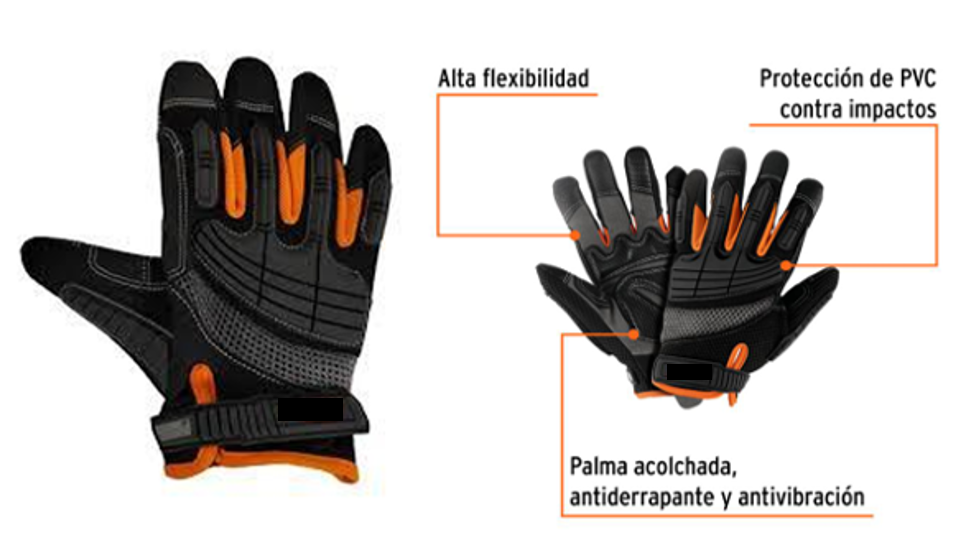 Alta flexibilidad
Protección de PVC
contra impactos
Palma acolchada,
antiderrapante y antivibración